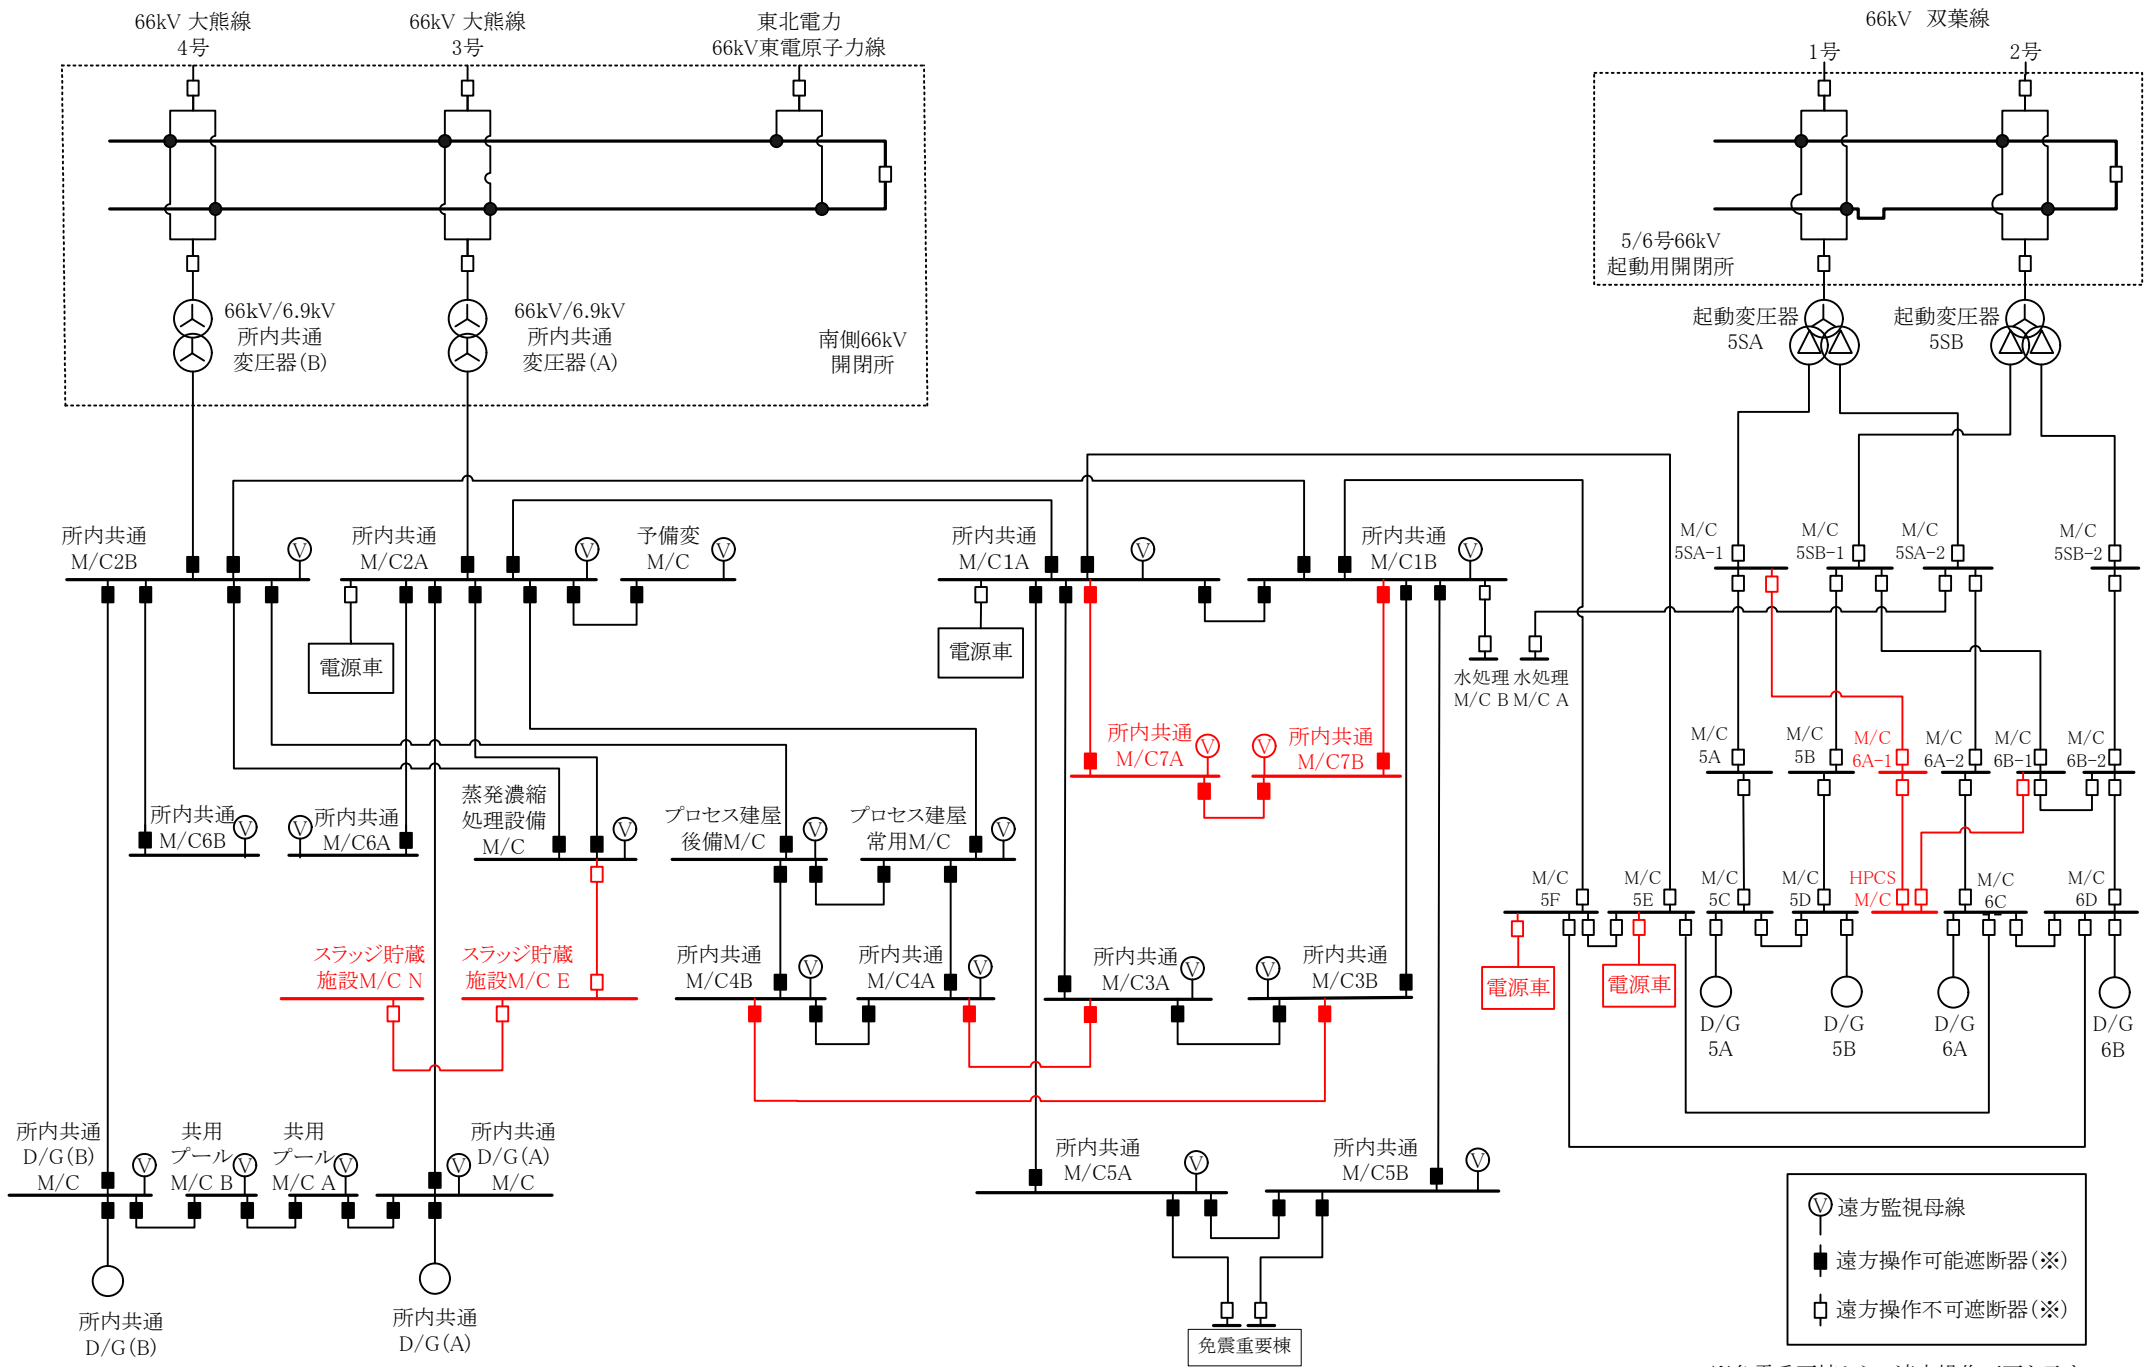 66kV 大熊線
4号
66kV 大熊線
3号
東北電力
66kV東電原子力線
66kV 双葉線
1号
2号
66kV/6.9kV
所内共通
変圧器(B)
66kV/6.9kV
所内共通
変圧器(A)
南側66kV
開閉所
5/6号66kV
起動用開閉所
起動変圧器
5SA
起動変圧器
5SB
所内共通
M/C2B
V
所内共通
M/C2A
V
予備変
M/C
V
所内共通
M/C1A
V
所内共通
M/C1B
V
M/C
5SA-1
M/C
5SB-1
M/C
5SA-2
M/C
5SB-2
電源車
電源車
水処理
M/C B
水処理
M/C A
所内共通
M/C7A
V
V
所内共通
M/C7B
M/C
5A
M/C
5B
M/C
6A-1
M/C
6A-2
M/C
6B-1
M/C
6B-2
所内共通
M/C6B
V
V
所内共通
M/C6A
蒸発濃縮
処理設備
M/C
V
プロセス建屋
後備M/C
V
プロセス建屋
常用M/C
V
M/C
5F
M/C
5E
M/C
5C
M/C
5D
HPCS
M/C
M/C
6C
M/C
6D
スラッジ貯蔵
施設M/C N
スラッジ貯蔵
施設M/C E
所内共通
M/C4B
V
所内共通
M/C4A
V
所内共通
M/C3A
V
V
所内共通
M/C3B
電源車
電源車
D/G
5A
D/G
5B
D/G
6A
D/G
6B
所内共通
D/G(B)
M/C
V
共用
プール
M/C B
V
共用
プール
M/C A
V
V
所内共通
D/G(A)
M/C
所内共通
M/C5A
V
所内共通
M/C5B
V
所内共通
D/G(B)
所内共通
D/G(A)
免震重要棟
V 遠方監視母線
遠方操作可能遮断器(※)
遠方操作不可遮断器(※)